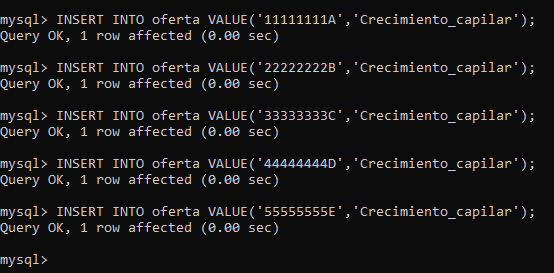 mysql> INSERT INTO oferta VALUE('11111111A','Crecimiento_capilar');
Query OK, 1 row affected (0.00 sec)
mysql> INSERT INTO oferta VALUE('22222222B','Crecimiento_capilar');
Query OK, 1 row affected (0.00 sec)
mysql> INSERT INTO oferta VALUE('33333333C','Crecimiento_capilar');
Query OK, 1 row affected (0.00 sec)
mysql> INSERT INTO oferta VALUE('44444444D','Crecimiento_capilar');
Query OK, 1 row affected (0.00 sec)
mysql> INSERT INTO oferta VALUE('55555555E','Crecimiento_capilar');
Query OK, 1 row affected (0.00 sec)
mysql>